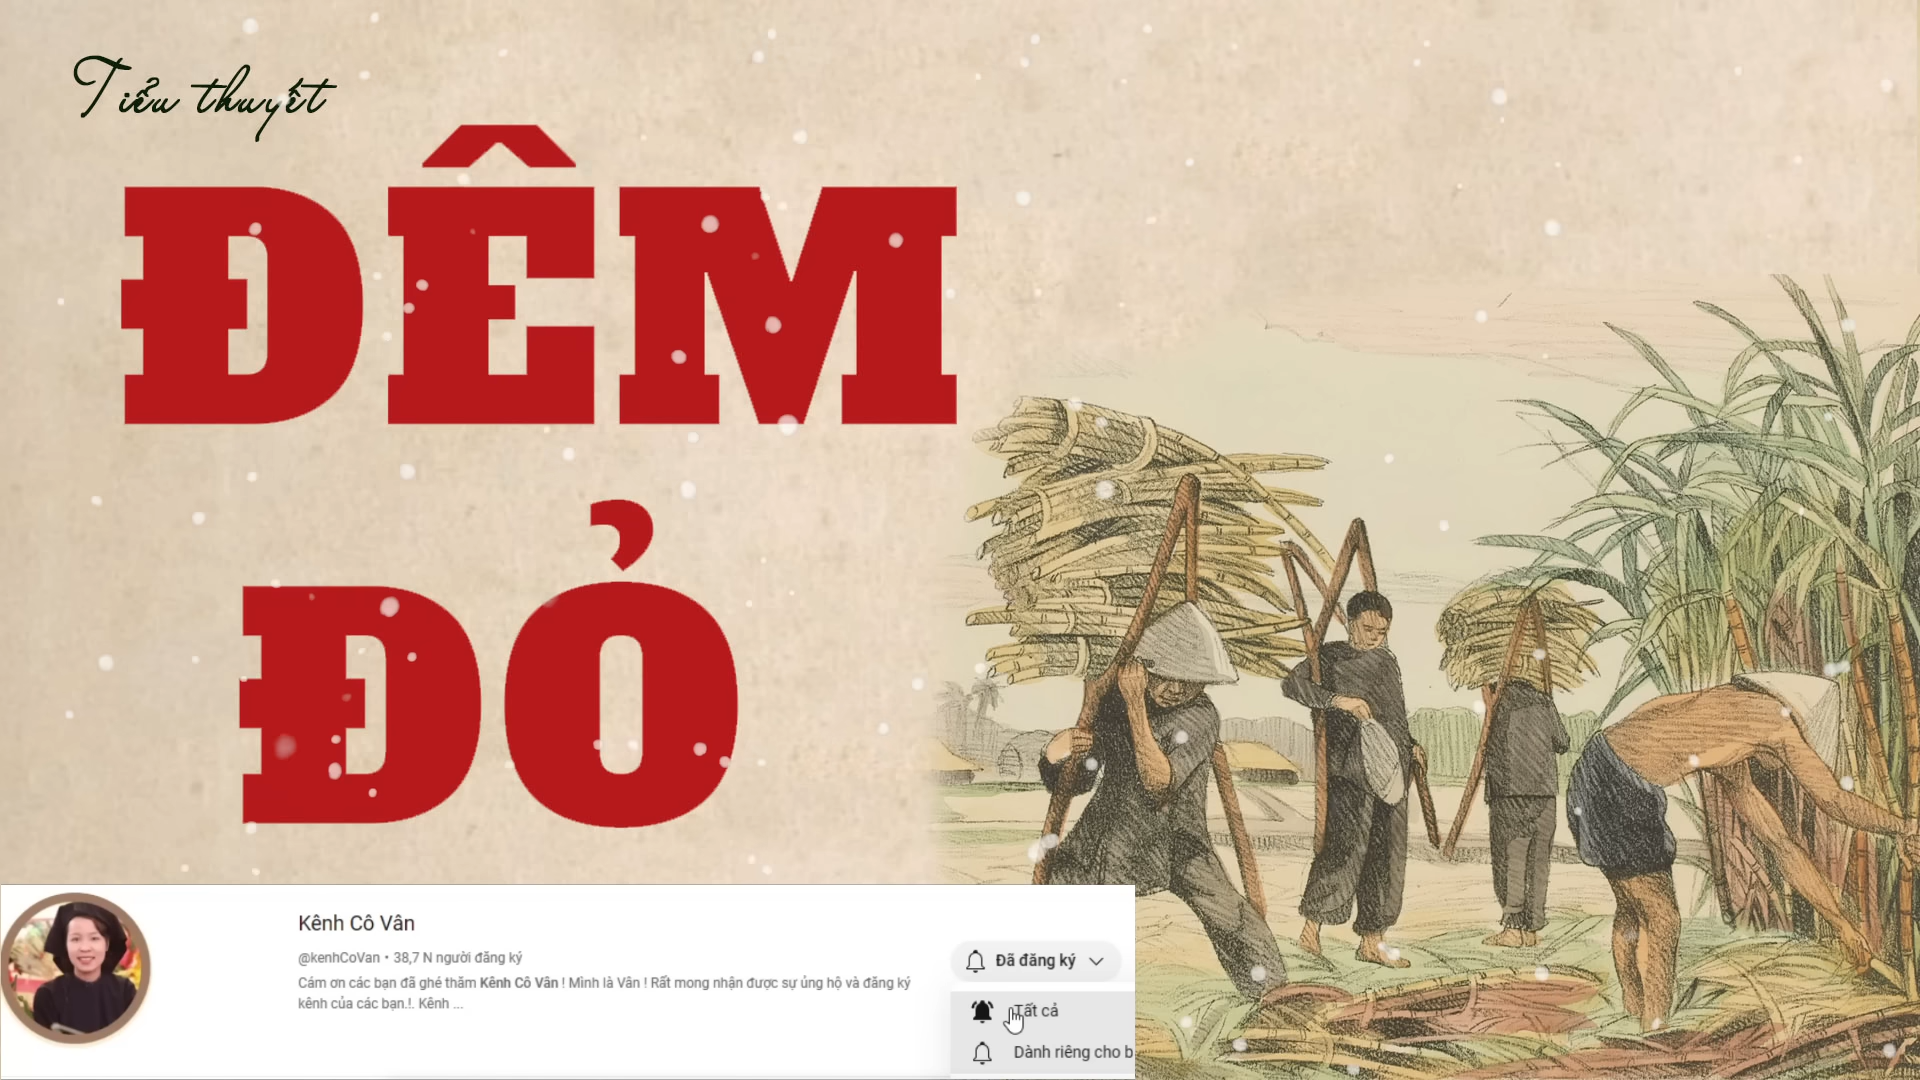 Tiểu thuyết
ĐÊM
ĐỎ
Kênh Cô Vân
@kenhCoVan • 38,7 N người đăng ký
Cám ơn các bạn đã ghé thăm Kênh Cô Vân ! Mình là Vân ! Rất mong nhận được sự ủng hộ và đăng ký
kênh của các bạn.!. Kênh ...
Đã đăng ký
Tất cả
Dành riêng cho b